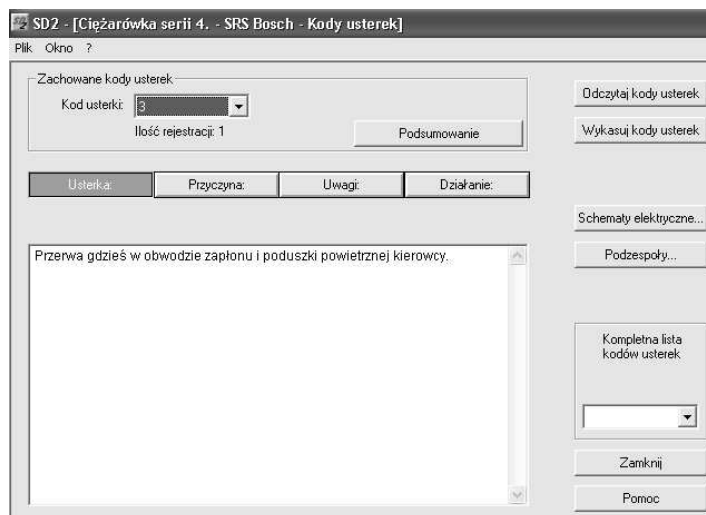 SD2 - [Ciężarówka serii 4. - SRS Bosch - Kody usterek]
Plik Okno ?
Zachowane kody usterek
Kod usterki: 3
Ilość rejestracji: 1
Podsumowanie
Odczytaj kody usterek
Wykasuj kody usterek
Usterka: Przyczyna: Uwagi: Działanie:
Schematy elektryczne...
Podzespoły...
Przerwa gdzieś w obwodzie zapłonu i poduszki powietrznej kierowcy.
Kompletna lista
kodów usterek
Zamknij
Pomoc